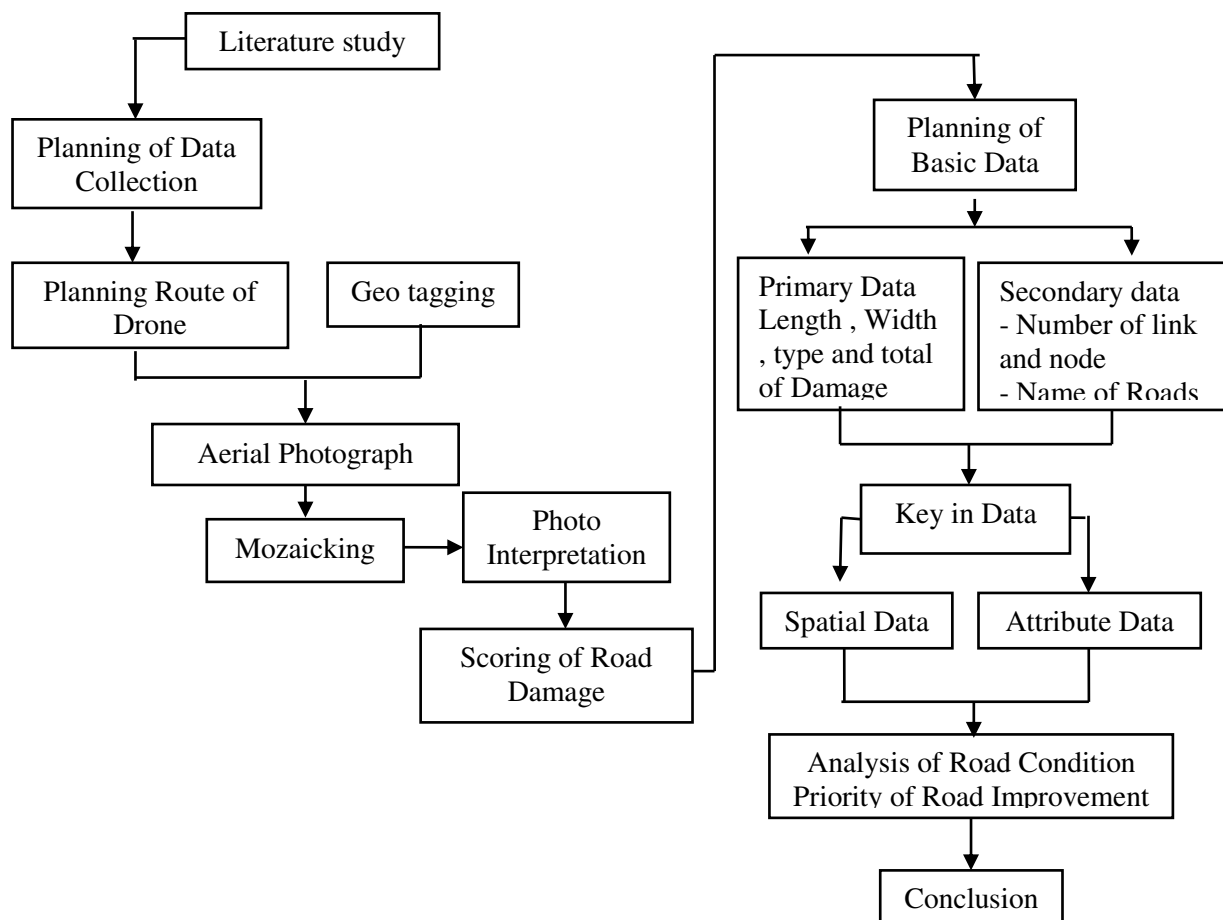 Literature study
Planning of Data
Collection
Planning Route of
Drone
Geo tagging
Aerial Photograph
Mozaicking
Photo
Interpretation
Scoring of Road
Damage
Planning of
Basic Data
Primary Data
Length , Width
, type and total
of Damage
Secondary data
- Number of link
and node
- Name of Roads
Key in Data
Spatial Data
Attribute Data
Analysis of Road Condition
Priority of Road Improvement
Conclusion